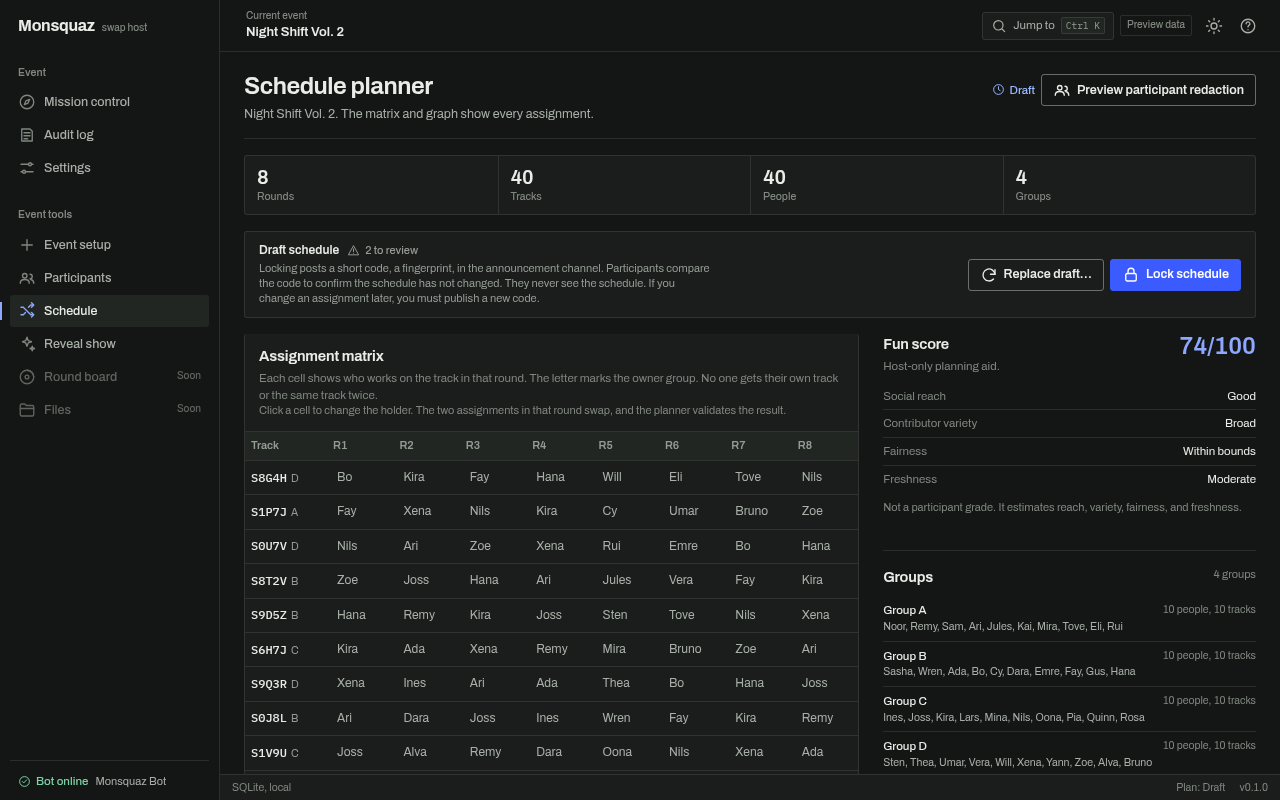 Monsquaz swap host
Event
Mission control
Audit log
Settings
Event tools
Event setup
Participants
Schedule
Reveal show
Round board Soon
Files Soon
Bot online Monsquaz Bot
Current event
Night Shift Vol. 2
Jump to Ctrl K
Preview data
Schedule planner
Night Shift Vol. 2. The matrix and graph show every assignment.
Draft
Preview participant redaction
8
Rounds
40
Tracks
40
People
4
Groups
Draft schedule 2 to review
Locking posts a short code, a fingerprint, in the announcement channel. Participants compare
the code to confirm the schedule has not changed. They never see the schedule. If you
change an assignment later, you must publish a new code.
Replace draft...
Lock schedule
Assignment matrix
Each cell shows who works on the track in that round. The letter marks the owner group. No one gets their own track
or the same track twice.
Click a cell to change the holder. The two assignments in that round swap, and the planner validates the result.
Track R1 R2 R3 R4 R5 R6 R7 R8
S8G4H D Bo Kira Fay Hana Will Eli Tove Nils
S1P7J A Fay Xena Nils Kira Cy Umar Bruno Zoe
S0U7V D Nils Ari Zoe Xena Rui Emre Bo Hana
S8T2V B Zoe Joss Hana Ari Jules Vera Fay Kira
S9D5Z B Hana Remy Kira Joss Sten Tove Nils Xena
S6H7J C Kira Ada Xena Remy Mira Bruno Zoe Ari
S9Q3R D Xena Ines Ari Ada Thea Bo Hana Joss
S0J8L B Ari Dara Joss Ines Wren Fay Kira Remy
S1V9U C Joss Alva Remy Dara Oona Nils Xena Ada
Fun score 74/100
Host-only planning aid.
Social reach Good
Contributor variety Broad
Fairness Within bounds
Freshness Moderate
Not a participant grade. It estimates reach, variety, fairness, and freshness.
Groups 4 groups
Group A 10 people, 10 tracks
Noor, Remy, Sam, Ari, Jules, Kai, Mira, Tove, Eli, Rui
Group B 10 people, 10 tracks
Sasha, Wren, Ada, Bo, Cy, Dara, Emre, Fay, Gus, Hana
Group C 10 people, 10 tracks
Ines, Joss, Kira, Lars, Mina, Nils, Oona, Pia, Quinn, Rosa
Group D 10 people, 10 tracks
Sten, Thea, Umar, Vera, Will, Xena, Yann, Zoe, Alva, Bruno
SQLite, local
Plan: Draft v0.1.0